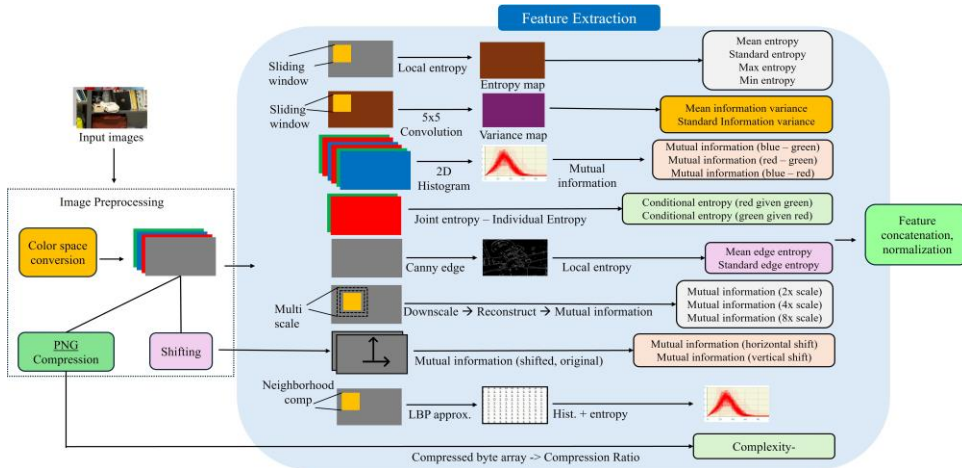 Feature Extraction
Sliding
window
Local entropy
Entropy map
Mean entropy
Standard entropy
Max entropy
Min entropy
Sliding
window
5x5
Convolution
Variance map
Mean information variance
Standard Information variance
Input images
2D
Histogram
Mutual
information
Mutual information (blue – green)
Mutual information (red – green)
Mutual information (blue – red)
Image Preprocessing
Color space
conversion
Joint entropy – Individual Entropy
Conditional entropy (red given green)
Conditional entropy (green given red)
Feature
concatenation,
normalization
Canny edge
Local entropy
Mean edge entropy
Standard edge entropy
Multi
scale
Downscale → Reconstruct → Mutual information
Mutual information (2x scale)
Mutual information (4x scale)
Mutual information (8x scale)
PNG
Compression
Shifting
Mutual information (shifted, original)
Mutual information (horizontal shift)
Mutual information (vertical shift)
Neighborhood
comp.
LBP approx.
Hist. + entropy
Compressed byte array -> Compression Ratio
Complexity-